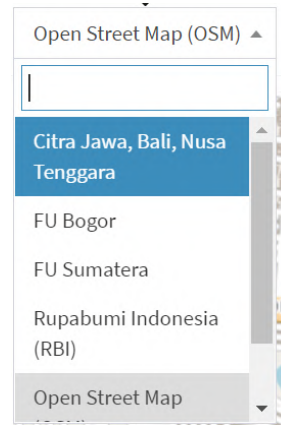 Open Street Map (OSM)
Citra Jawa, Bali, Nusa
Tenggara
FU Bogor
FU Sumatera
Rupabumi Indonesia
(RBI)
Open Street Map
(OSM)